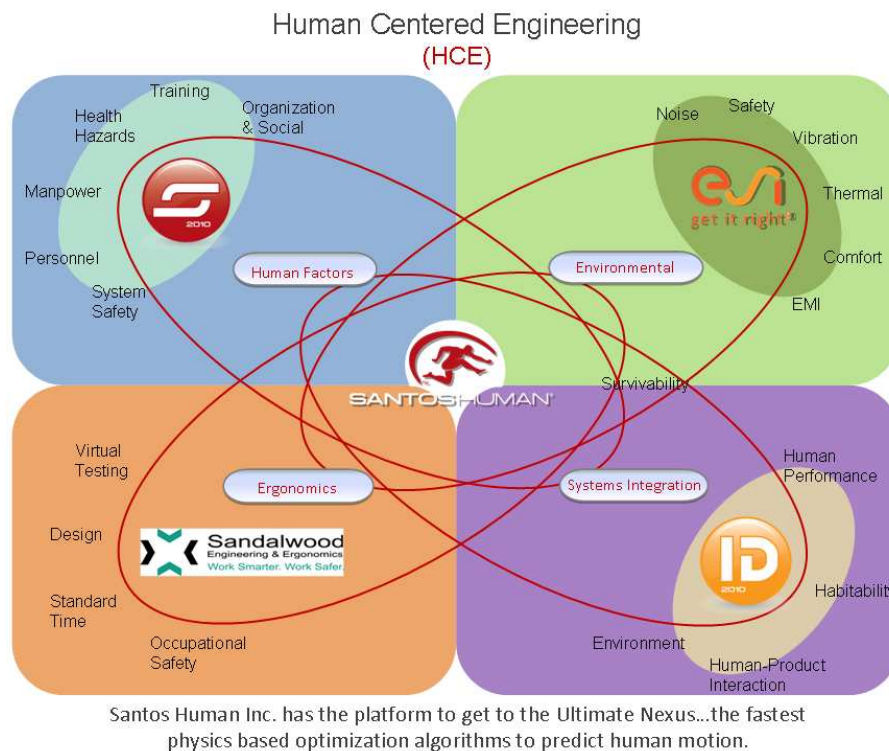 Human Centered Engineering
(HCE)
Training
Organization
& Social
Health
Hazards
Manpower
Personnel
System
Safety
S
2010
Human Factors
Noise
Safety
Vibration
Thermal
Comfort
EMI
esi
get it right®
Environmental
SANTOSHUMAN®
Survivability
Virtual
Testing
Design
Standard
Time
Occupational
Safety
Ergonomics
Sandalwood
Engineering & Ergonomics
Work Smarter. Work Safer.
Systems Integration
Human
Performance
ID
2010
Habitability
Environment
Human-Product
Interaction
Santos Human Inc. has the platform to get to the Ultimate Nexus...the fastest
physics based optimization algorithms to predict human motion.